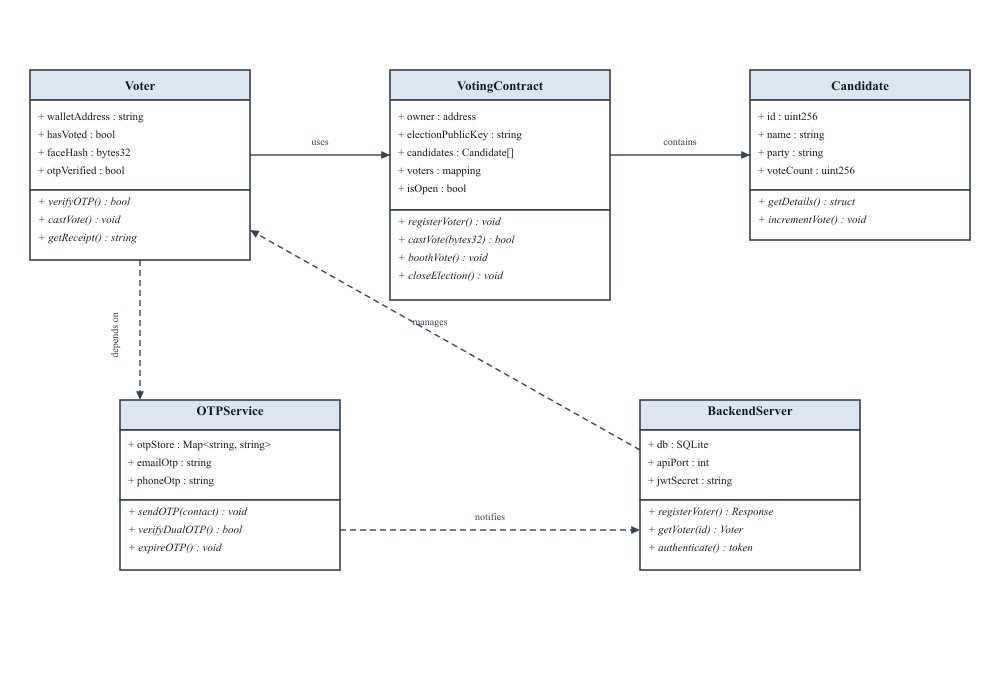 Voter
+ walletAddress : string
+ hasVoted : bool
+ faceHash : bytes32
+ otpVerified : bool
+ verifyOTP() : bool
+ castVote() : void
+ getReceipt() : string
uses
VotingContract
+ owner : address
+ electionPublicKey : string
+ candidates : Candidate[]
+ voters : mapping
+ isOpen : bool
+ registerVoter() : void
+ castVote(bytes32) : bool
+ boothVote() : void
+ closeElection() : void
contains
Candidate
+ id : uint256
+ name : string
+ party : string
+ voteCount : uint256
+ getDetails() : struct
+ incrementVote() : void
depends on
manages
OTPService
+ otpStore : Map<string, string>
+ emailOtp : string
+ phoneOtp : string
+ sendOTP(contact) : void
+ verifyDualOTP() : bool
+ expireOTP() : void
notifies
BackendServer
+ db : SQLite
+ apiPort : int
+ jwtSecret : string
+ registerVoter() : Response
+ getVoter(id) : Voter
+ authenticate() : token